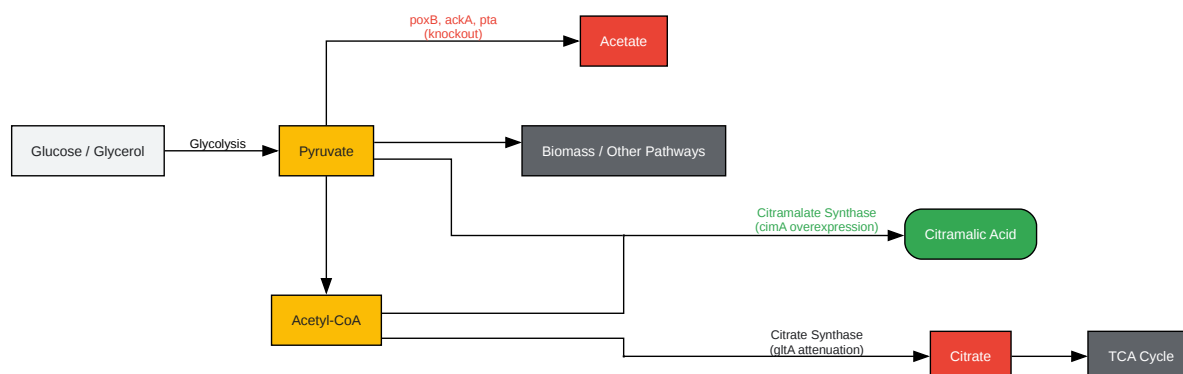 poxB, ackA, pta
(knockout)
Acetate
Glucose / Glycerol
Glycolysis
Pyruvate
Biomass / Other Pathways
Citramalate Synthase
(cimA overexpression)
Citramalic Acid
Acetyl-CoA
Citrate Synthase
(gltA attenuation)
Citrate
TCA Cycle